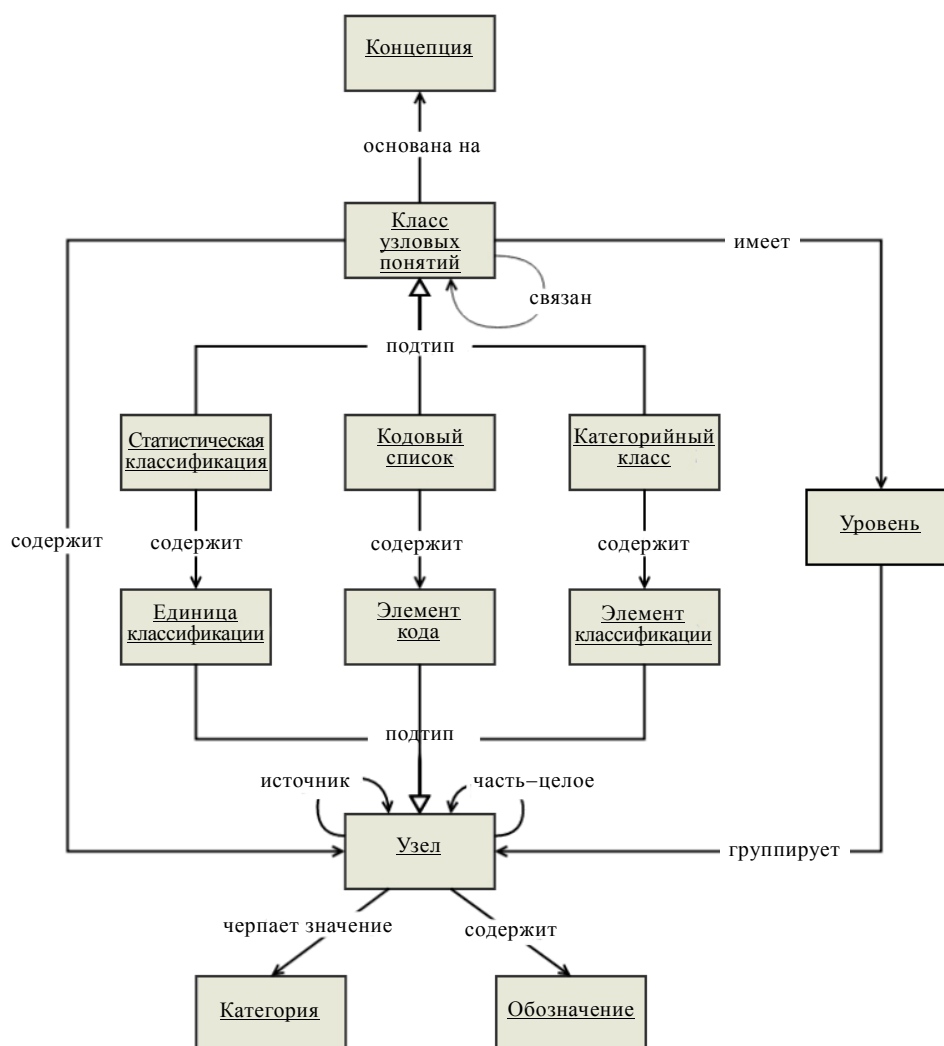 Концепция
основана на
Класс
узловых
понятий
имеет
связан
подтип
Статистическая
классификация
Кодовый
список
Категорийный
класс
Уровень
содержит
содержит
содержит
содержит
Единица
классификации
Элемент
кода
Элемент
классификации
подтип
источник
часть–целое
Узел
группирует
черпает значение
содержит
Категория
Обозначение